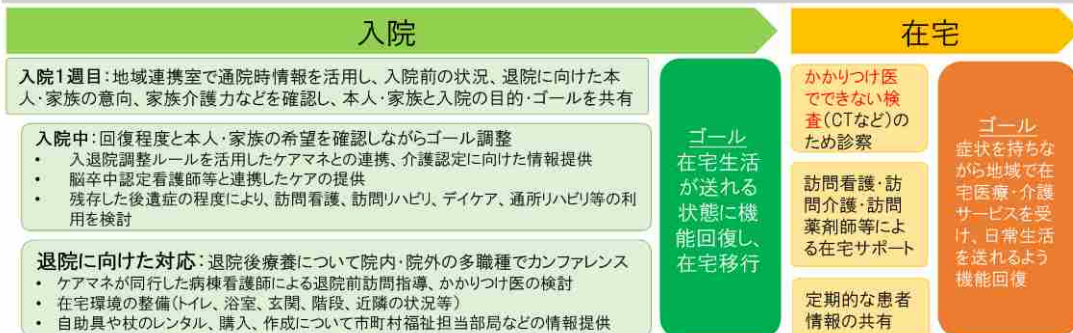 入院
入院1週目:地域連携室で通院時情報を活用し、入院前の状況、退院に向けた本
人・家族の意向、家族介護力などを確認し、本人・家族と入院の目的・ゴールを共有
入院中:回復程度と本人・家族の希望を確認しながらゴール調整
• 入退院調整ルールを活用したケアマネとの連携、介護認定に向けた情報提供
• 脳卒中認定看護師等と連携したケアの提供
• 残存した後遺症の程度により、訪問看護、訪問リハビリ、デイケア、通所リハビリ等の利
用を検討
退院に向けた対応:退院後療養について院内・院外の多職種でカンファレンス
• ケアマネが同行した病棟看護師による退院前訪問指導、かかりつけ医の検討
• 在宅環境の整備(トイレ、浴室、玄関、階段、近隣の状況等)
• 自助具や杖のレンタル、購入、作成について市町村福祉担当部局などの情報提供
ゴール
在宅生活
が送れる
状態に機
能回復し、
在宅移行
在宅
かかりつけ医
でできない検
査(CTなど)の
ため診察
訪問看護・訪
問介護・訪問
薬剤師等によ
る在宅サポート
定期的な患者
情報の共有
ゴール
症状を持ちな
がら地域で在
宅医療・介護
サービスを受
け、日常生活
を送れるよう
機能回復